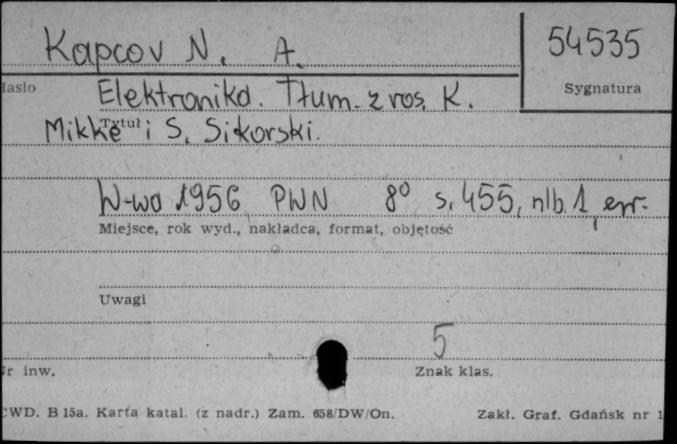 Kapcov N. A.
54535
Hasło
Sygnatura
Elektronika. Tłum. z ros. K.
Tytuł
Mikke i S. Sikorski.
W-wa 1956 PWN 8° s. 455, nlb. 1,
Miejsce, rok wyd., nakładca, format, objętość
Uwagi
5
Nr inw.
Znak klas.
CWD. B 15a. Karta katal. (z nadr.) Zam. 658/DW/On.
Zakł. Graf. Gdańsk nr 1